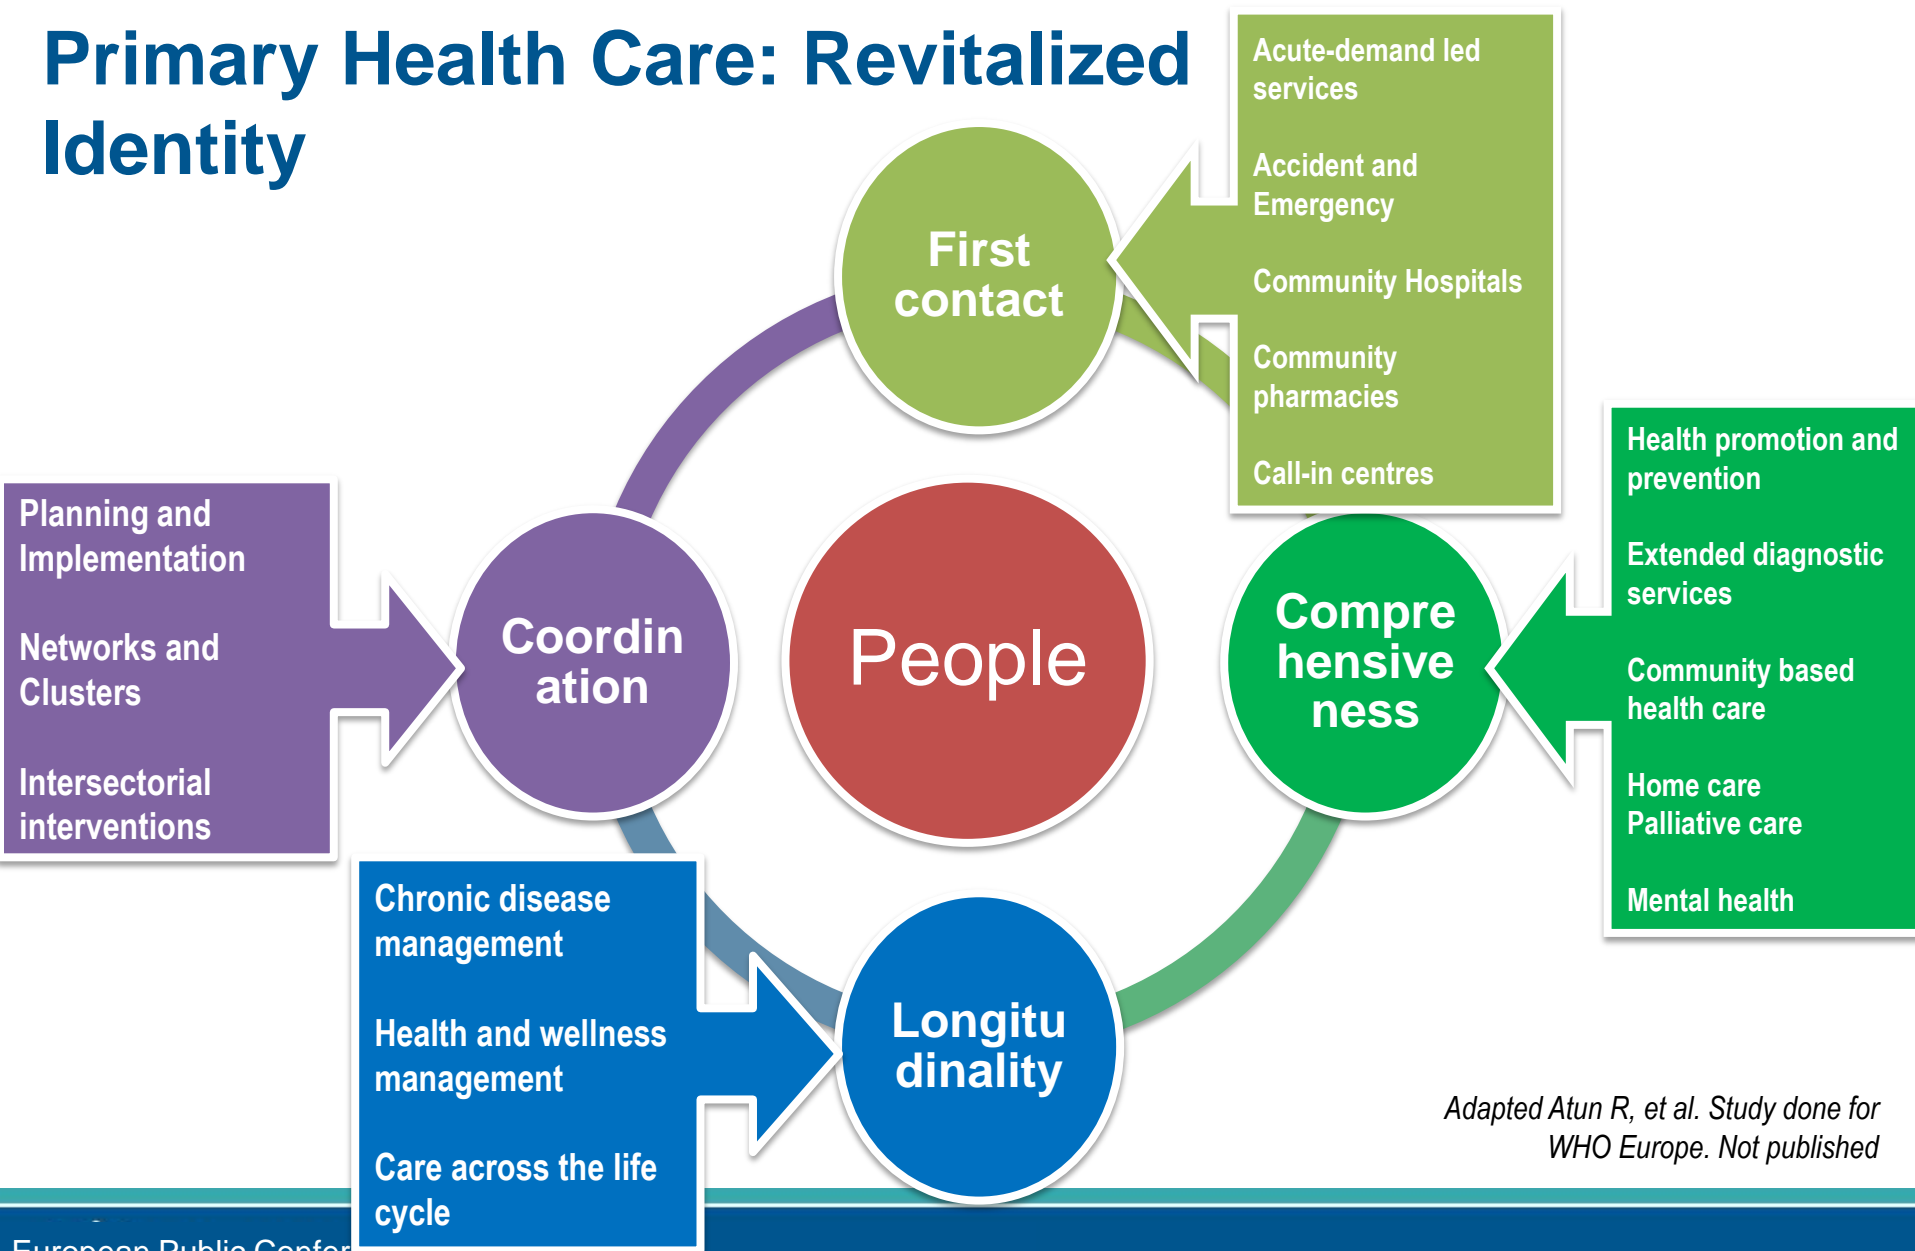 Primary Health Care: Revitalized
Identity
Acute-demand led
services
Accident and
Emergency
Community Hospitals
Community
pharmacies
Call-in centres
First
contact
Health promotion and
prevention
Extended diagnostic
services
Community based
health care
Home care
Palliative care
Mental health
Planning and
Implementation
Networks and
Clusters
Intersectorial
interventions
Coordin
ation
People
Compre
hensive
ness
Chronic disease
management
Health and wellness
management
Care across the life
cycle
Longitu
dinality
Adapted Atun R, et al. Study done for
WHO Europe. Not published
European Public